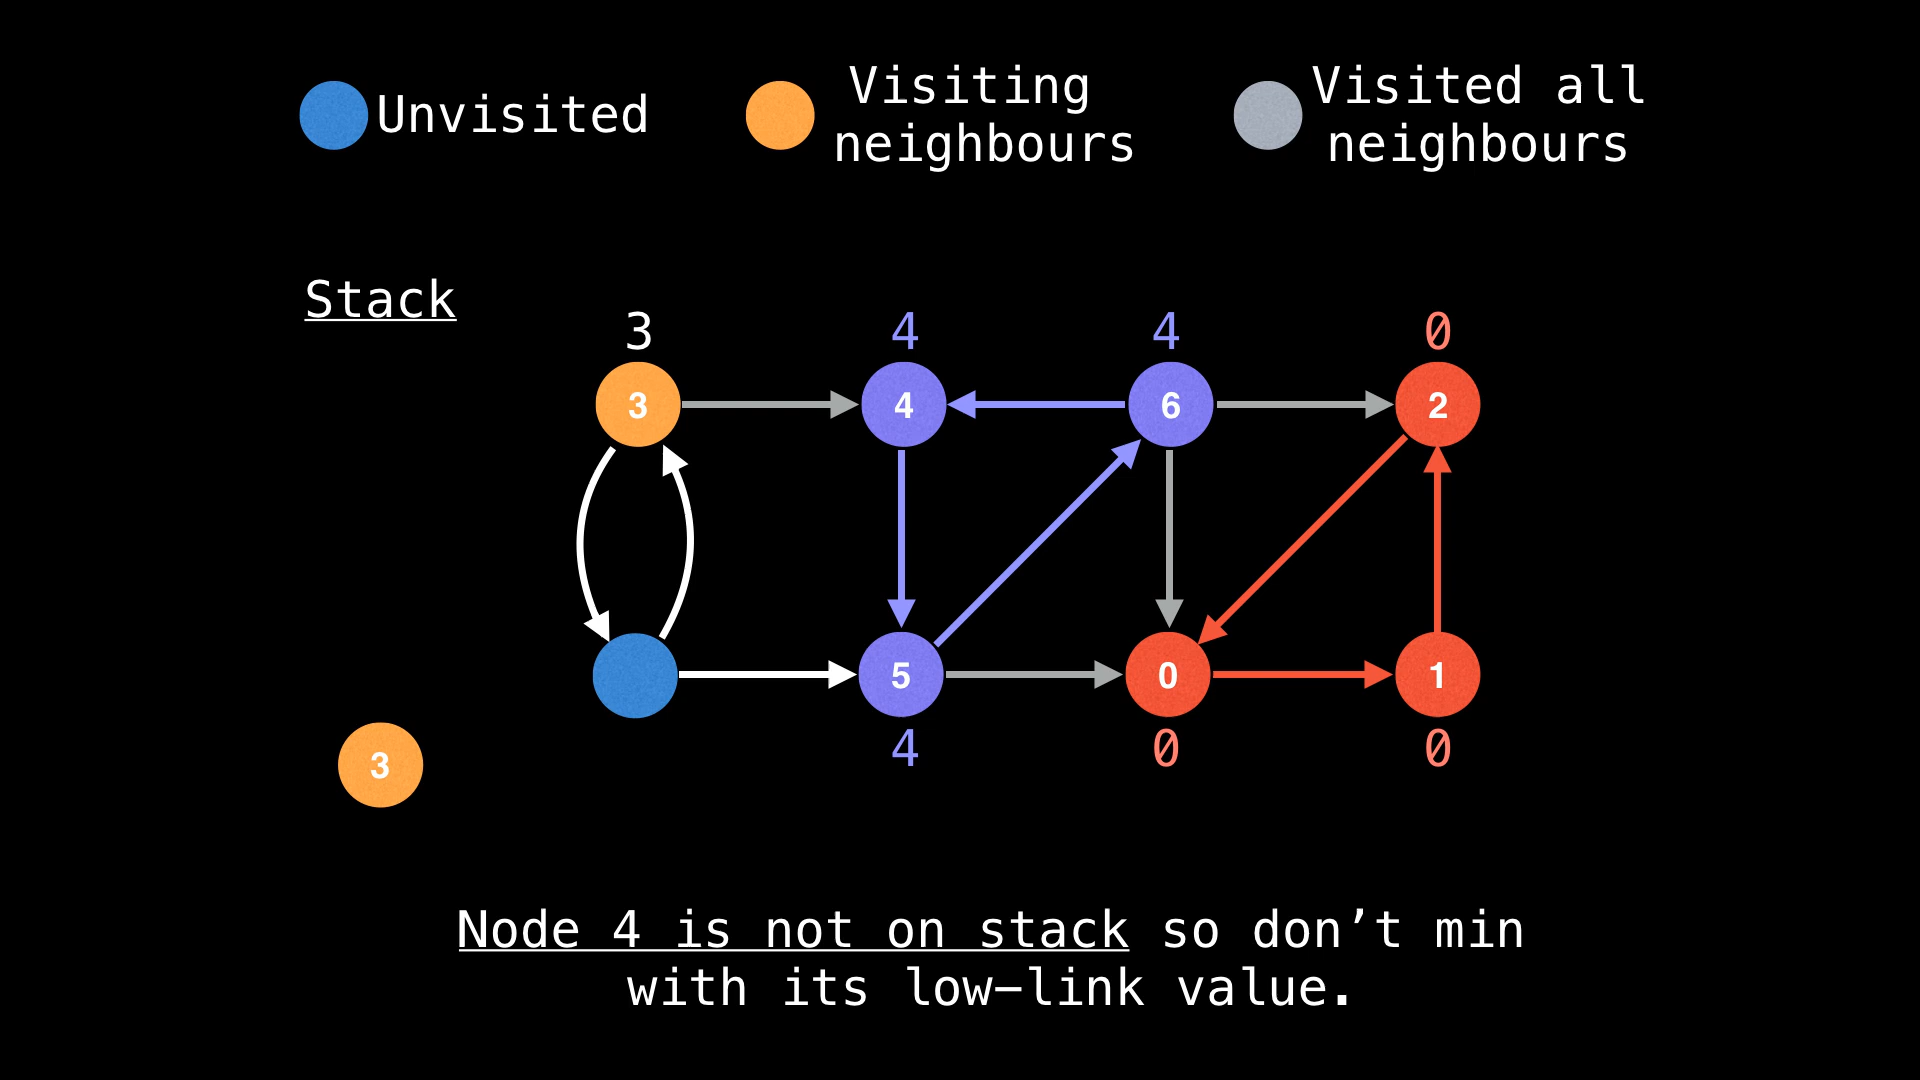 Unvisited
Visiting
neighbours
Visited all
neighbours
Stack
3 4 4 0
3 4 6 2
5 0 1
4 0 0
3
Node 4 is not on stack so don’t min
with its low-link value.